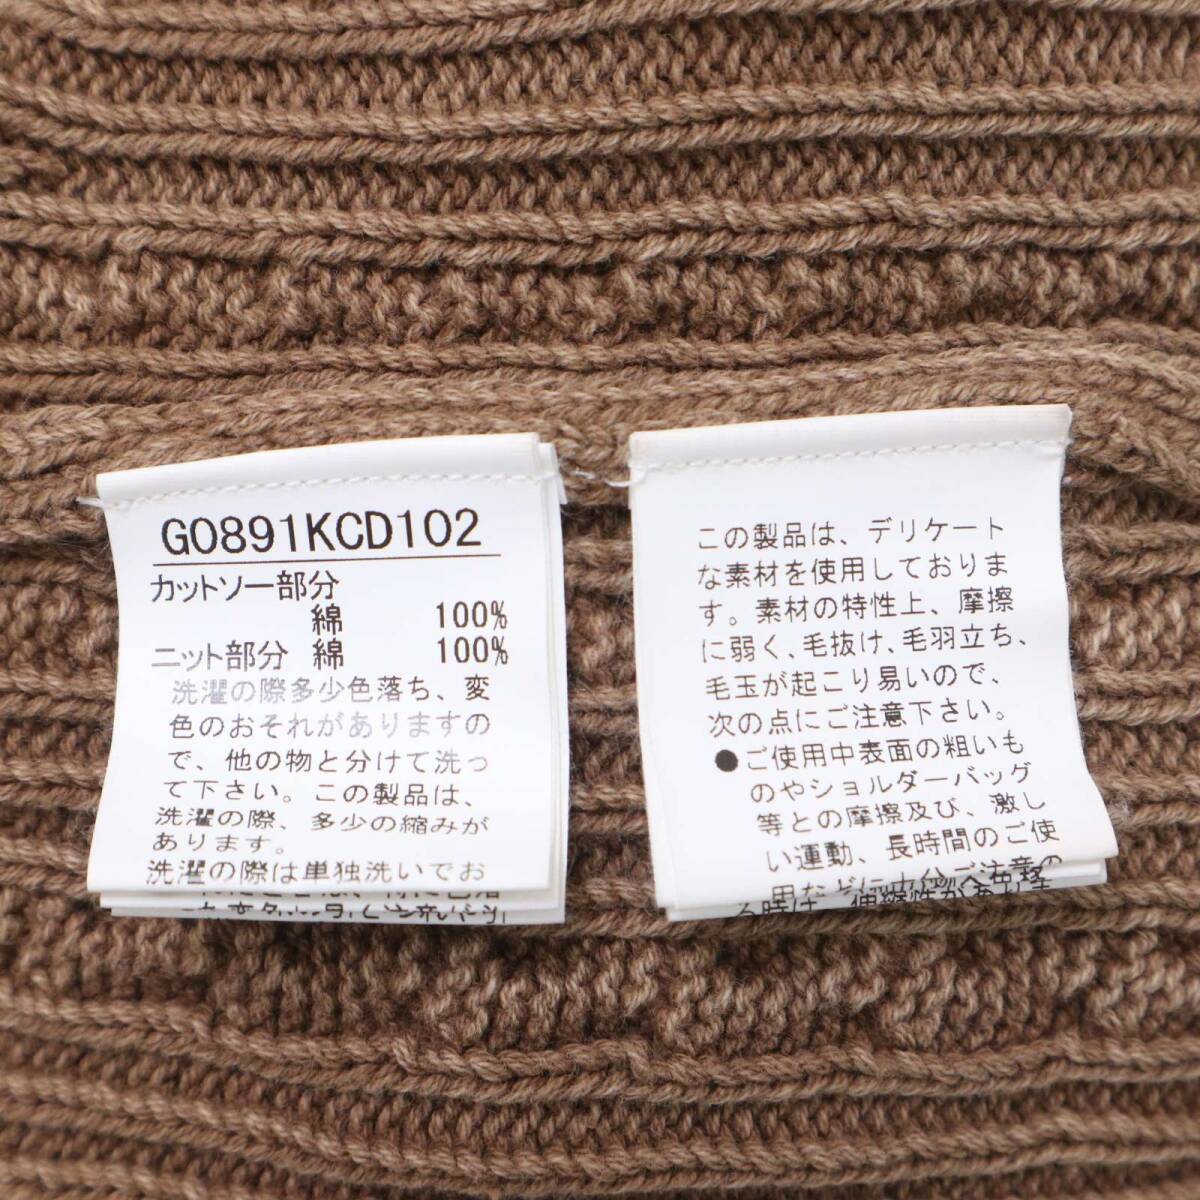 GO891KCD102
カットソー部分
綿 100%
ニット部分 綿 100%
洗濯の際多少色落ち、変
色のおそれがありますの
で、他の物と分けて洗っ
て下さい。この製品は、
洗濯の際、多少の縮みが
あります。
洗濯の際は単独洗いでお
この製品は、デリケート
な素材を使用しておりま
す。素材の特性上、摩擦
に弱く、毛抜け、毛羽立ち、
毛玉が起こり易いので、
次の点にご注意下さい。
●ご使用中表面の粗いも
のやショルダーバッグ
等との摩擦及び、激し
い運動、長時間のご使